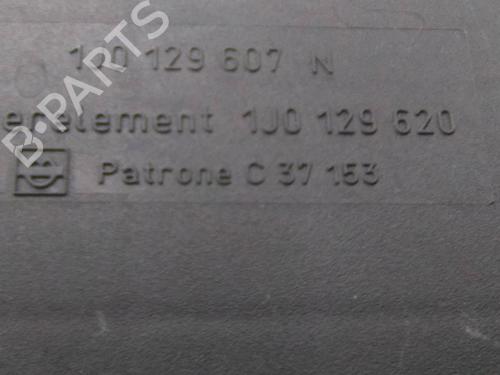 1J0 129 607 N
erelement 1J0 129 620
Patrone C 37 153
B-PARTS